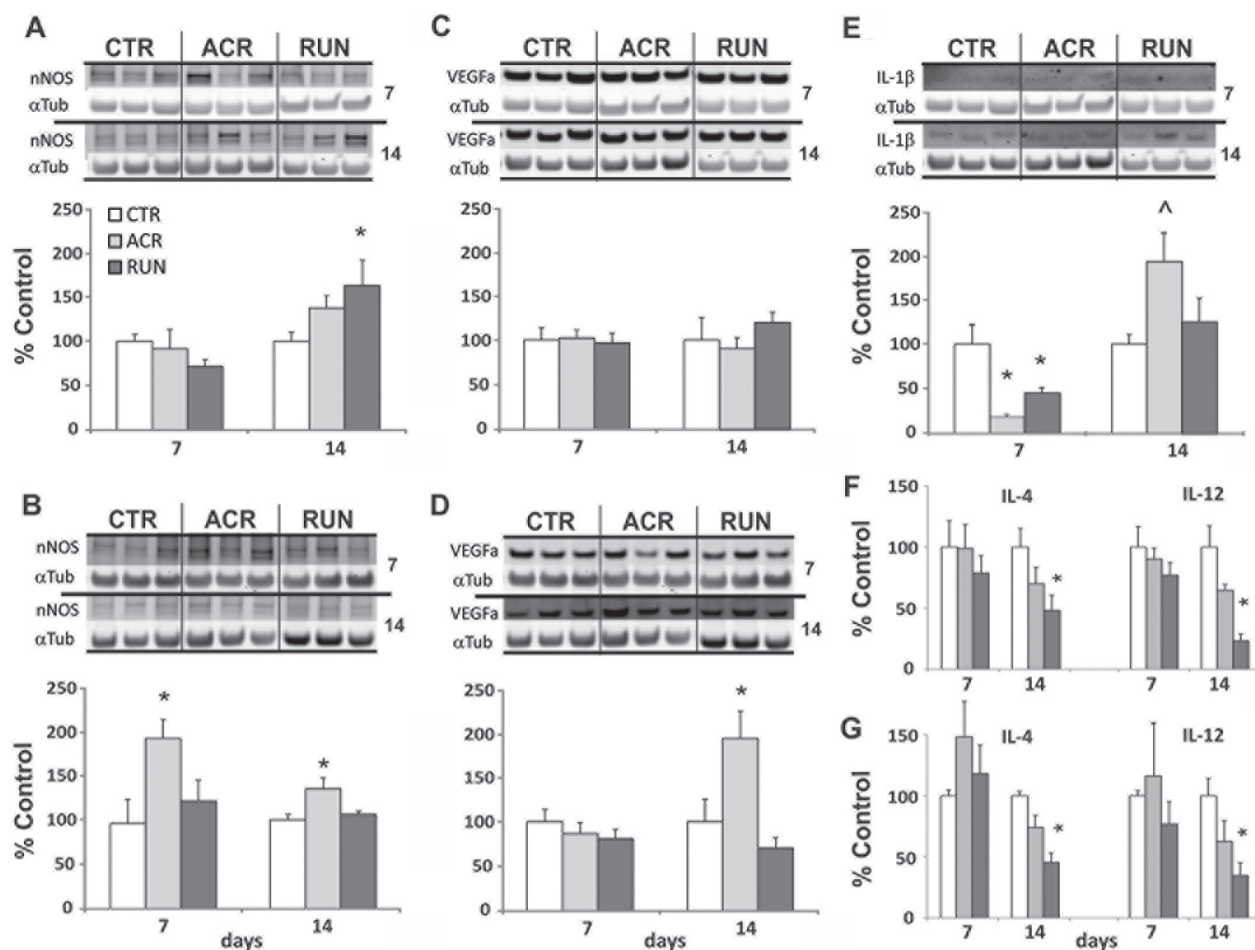 A
CTR ACR RUN
nNOS
αTub
7
nNOS
αTub
14
250
200
150
100
50
0
% Control
CTR
ACR
RUN
*
7 14
B
CTR ACR RUN
nNOS
αTub
7
nNOS
αTub
14
250
200
150
100
50
0
% Control
*
*
7 14
days
C
CTR ACR RUN
VEGFa
αTub
7
VEGFa
αTub
14
250
200
150
100
50
0
7 14
D
CTR ACR RUN
VEGFa
αTub
7
VEGFa
αTub
14
250
200
150
100
50
0
*
7 14
days
E
CTR ACR RUN
IL-1β
αTub
7
IL-1β
αTub
14
250
200
150
100
50
0
% Control
* *
^
7 14
F
IL-4 IL-12
150
100
50
0
% Control
* *
7 14 7 14
G
IL-4 IL-12
150
100
50
0
% Control
* *
7 14 days 7 14